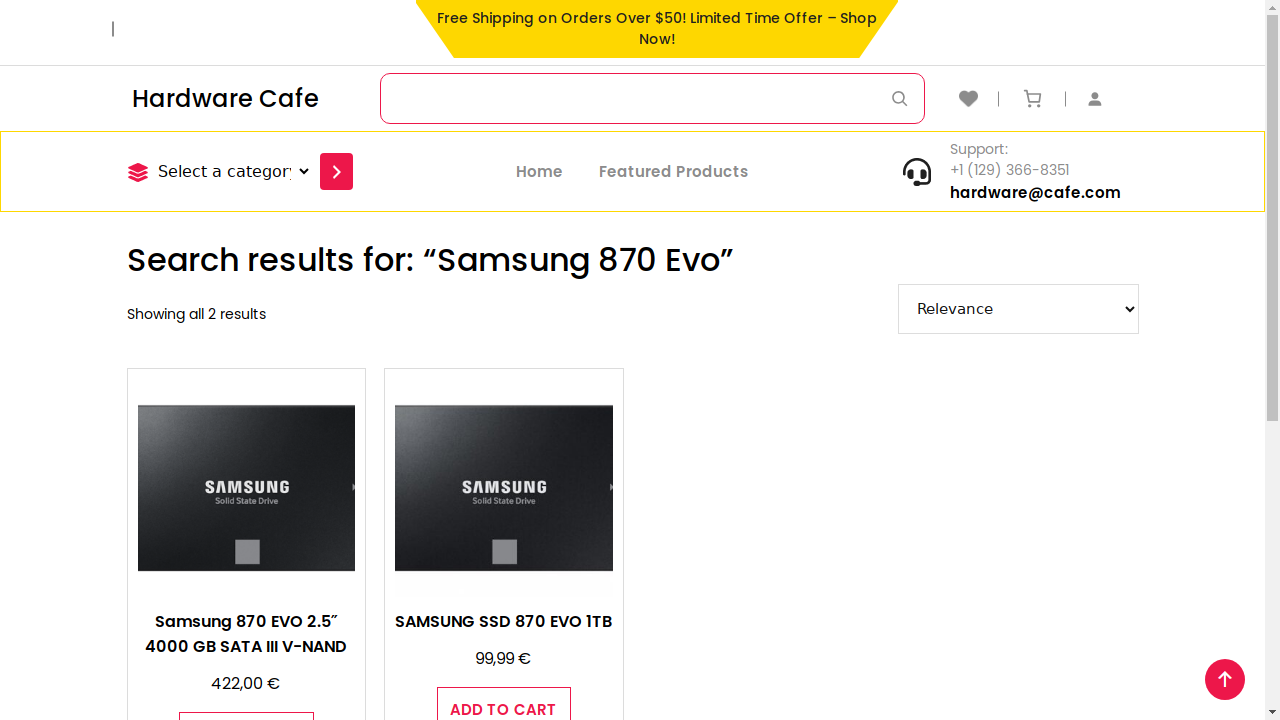 Free Shipping on Orders Over $50! Limited Time Offer – Shop
Now!
Hardware Cafe
Select a category
Home
Featured Products
Support:
+1 (129) 366-8351
hardware@cafe.com
Search results for: “Samsung 870 Evo”
Showing all 2 results
Relevance
SAMSUNG
Solid State Drive
SAMSUNG
Solid State Drive
Samsung 870 EVO 2.5″
4000 GB SATA III V-NAND
422,00 €
SAMSUNG SSD 870 EVO 1TB
99,99 €
ADD TO CART